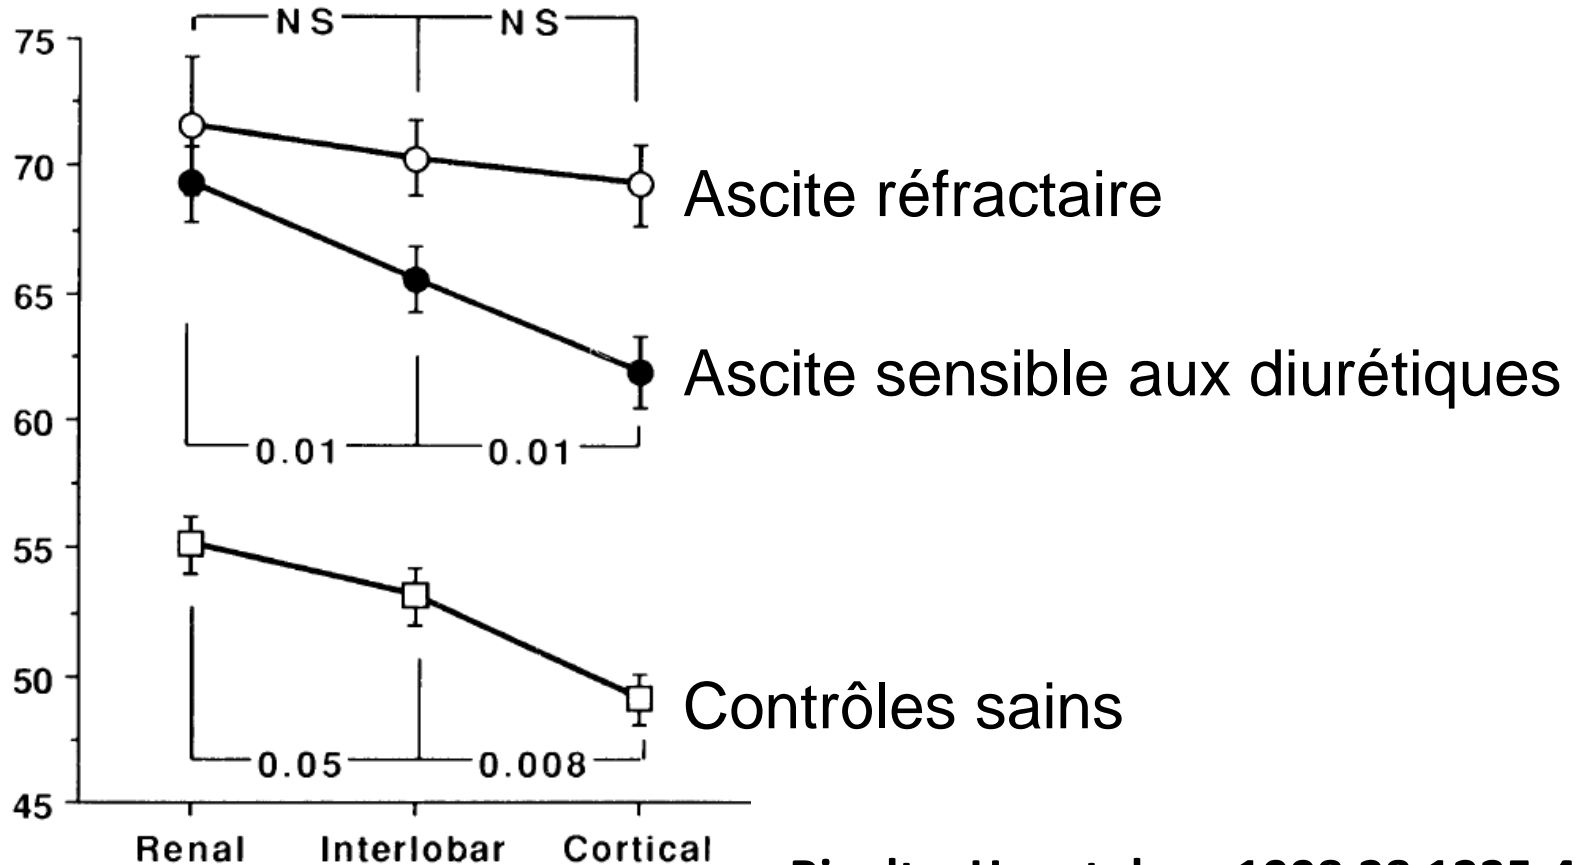 NS NS
75
70
Ascite réfractaire
65
Ascite sensible aux diurétiques
60
0.01 0.01
55
50
Contrôles sains
0.05 0.008
45
Renal Interlobar Cortical